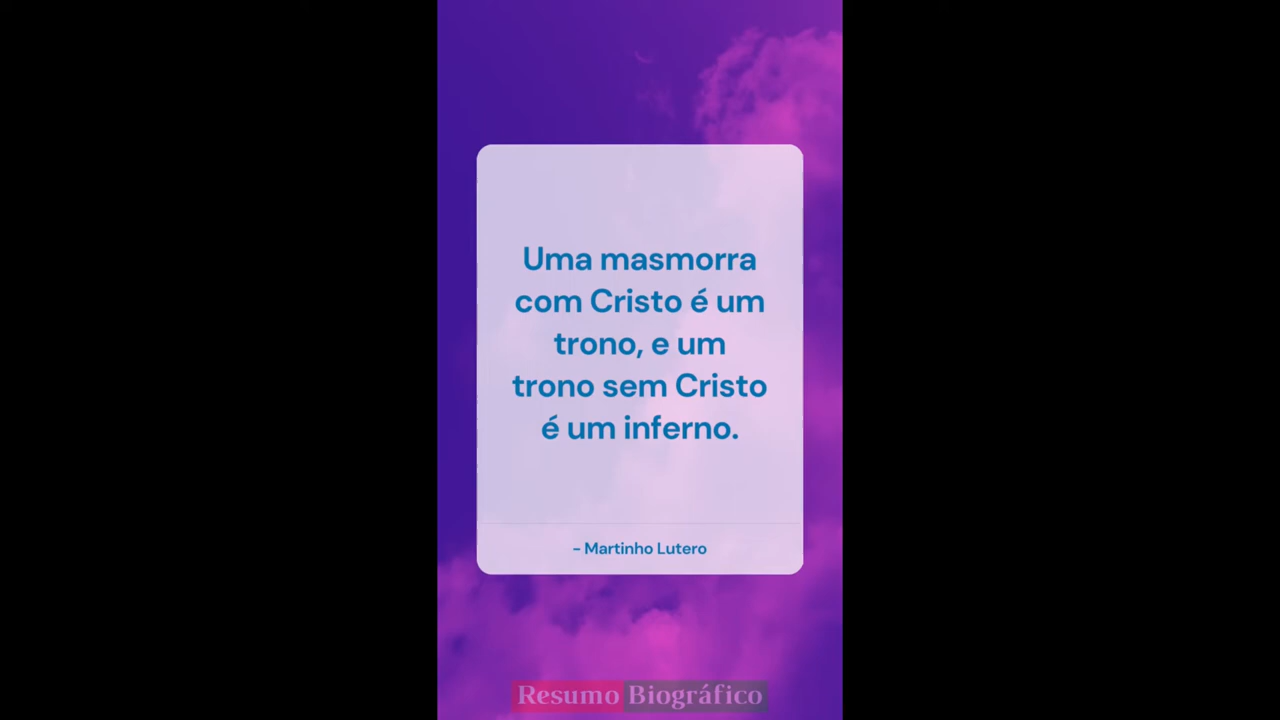 Uma masmorra
com Cristo é um
trono, e um
trono sem Cristo
é um inferno.
- Martinho Lutero
Resumo Biográfico